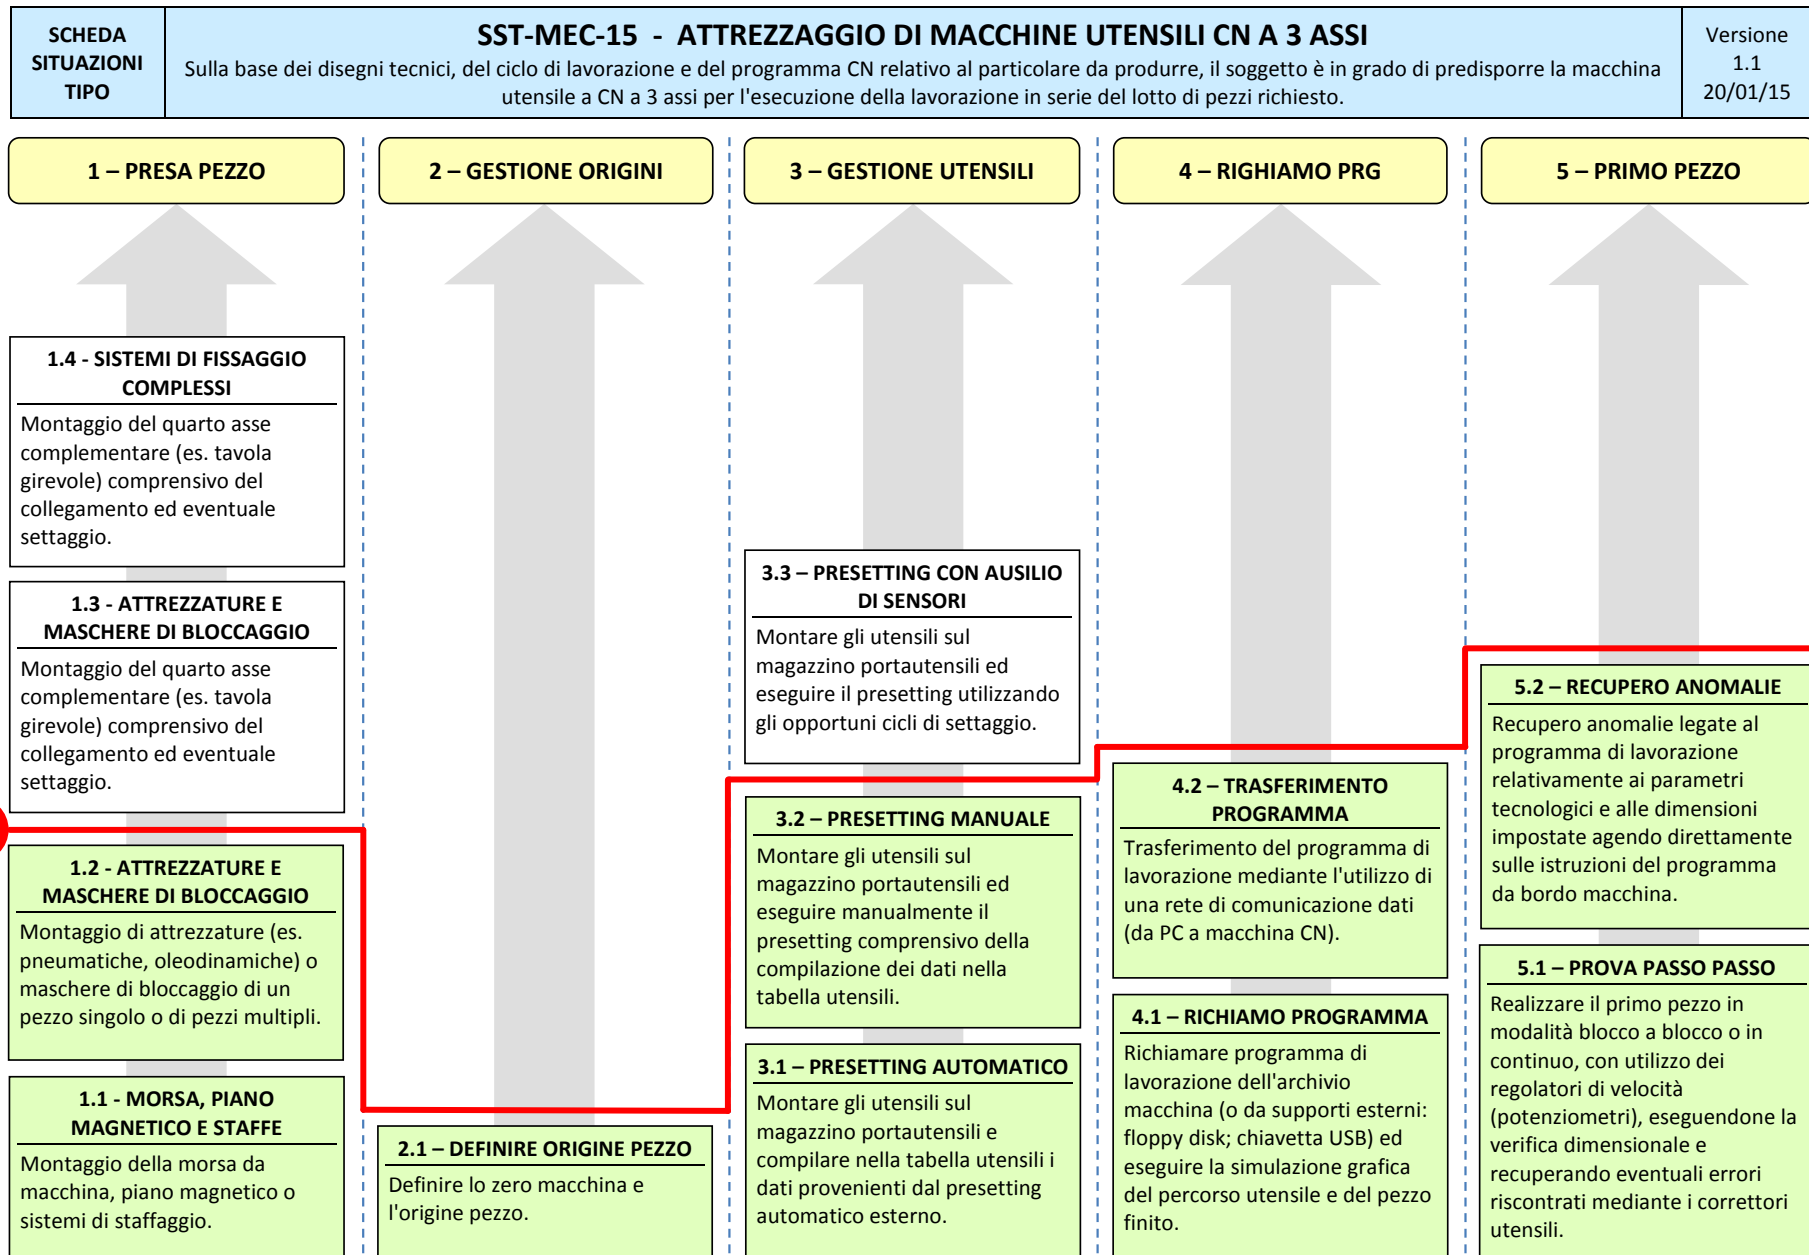 SCHEDA
SITUAZIONI
TIPO
SST-MEC-15 - ATTREZZAGGIO DI MACCHINE UTENSILI CN A 3 ASSI
Sulla base dei disegni tecnici, del ciclo di lavorazione e del programma CN relativo al particolare da produrre, il soggetto è in grado di predisporre la macchina
utensile a CN a 3 assi per l'esecuzione della lavorazione in serie del lotto di pezzi richiesto.
Versione
1.1
20/01/15
1 – PRESA PEZZO
2 – GESTIONE ORIGINI
3 – GESTIONE UTENSILI
4 – RIGHIAMO PRG
5 – PRIMO PEZZO
1.4 - SISTEMI DI FISSAGGIO
COMPLESSI
Montaggio del quarto asse
complementare (es. tavola
girevole) comprensivo del
collegamento ed eventuale
settaggio.
1.3 - ATTREZZATURE E
MASCHERE DI BLOCCAGGIO
Montaggio del quarto asse
complementare (es. tavola
girevole) comprensivo del
collegamento ed eventuale
settaggio.
1.2 - ATTREZZATURE E
MASCHERE DI BLOCCAGGIO
Montaggio di attrezzature (es.
pneumatiche, oleodinamiche) o
maschere di bloccaggio di un
pezzo singolo o di pezzi multipli.
1.1 - MORSA, PIANO
MAGNETICO E STAFFE
Montaggio della morsa da
macchina, piano magnetico o
sistemi di staffaggio.
2.1 – DEFINIRE ORIGINE PEZZO
Definire lo zero macchina e
l'origine pezzo.
3.3 – PRESETTING CON AUSILIO
DI SENSORI
Montare gli utensili sul
magazzino portautensili ed
eseguire il presetting utilizzando
gli opportuni cicli di settaggio.
3.2 – PRESETTING MANUALE
Montare gli utensili sul
magazzino portautensili ed
eseguire manualmente il
presetting comprensivo della
compilazione dei dati nella
tabella utensili.
3.1 – PRESETTING AUTOMATICO
Montare gli utensili sul
magazzino portautensili e
compilare nella tabella utensili i
dati provenienti dal presetting
automatico esterno.
4.2 – TRASFERIMENTO
PROGRAMMA
Trasferimento del programma di
lavorazione mediante l'utilizzo di
una rete di comunicazione dati
(da PC a macchina CN).
4.1 – RICHIAMO PROGRAMMA
Richiamare programma di
lavorazione dell'archivio
macchina (o da supporti esterni:
floppy disk; chiavetta USB) ed
eseguire la simulazione grafica
del percorso utensile e del pezzo
finito.
5.2 – RECUPERO ANOMALIE
Recupero anomalie legate al
programma di lavorazione
relativamente ai parametri
tecnologici e alle dimensioni
impostate agendo direttamente
sulle istruzioni del programma
da bordo macchina.
5.1 – PROVA PASSO PASSO
Realizzare il primo pezzo in
modalità blocco a blocco o in
continuo, con utilizzo dei
regolatori di velocità
(potenziometri), eseguendone la
verifica dimensionale e
recuperando eventuali errori
riscontrati mediante i correttori
utensili.